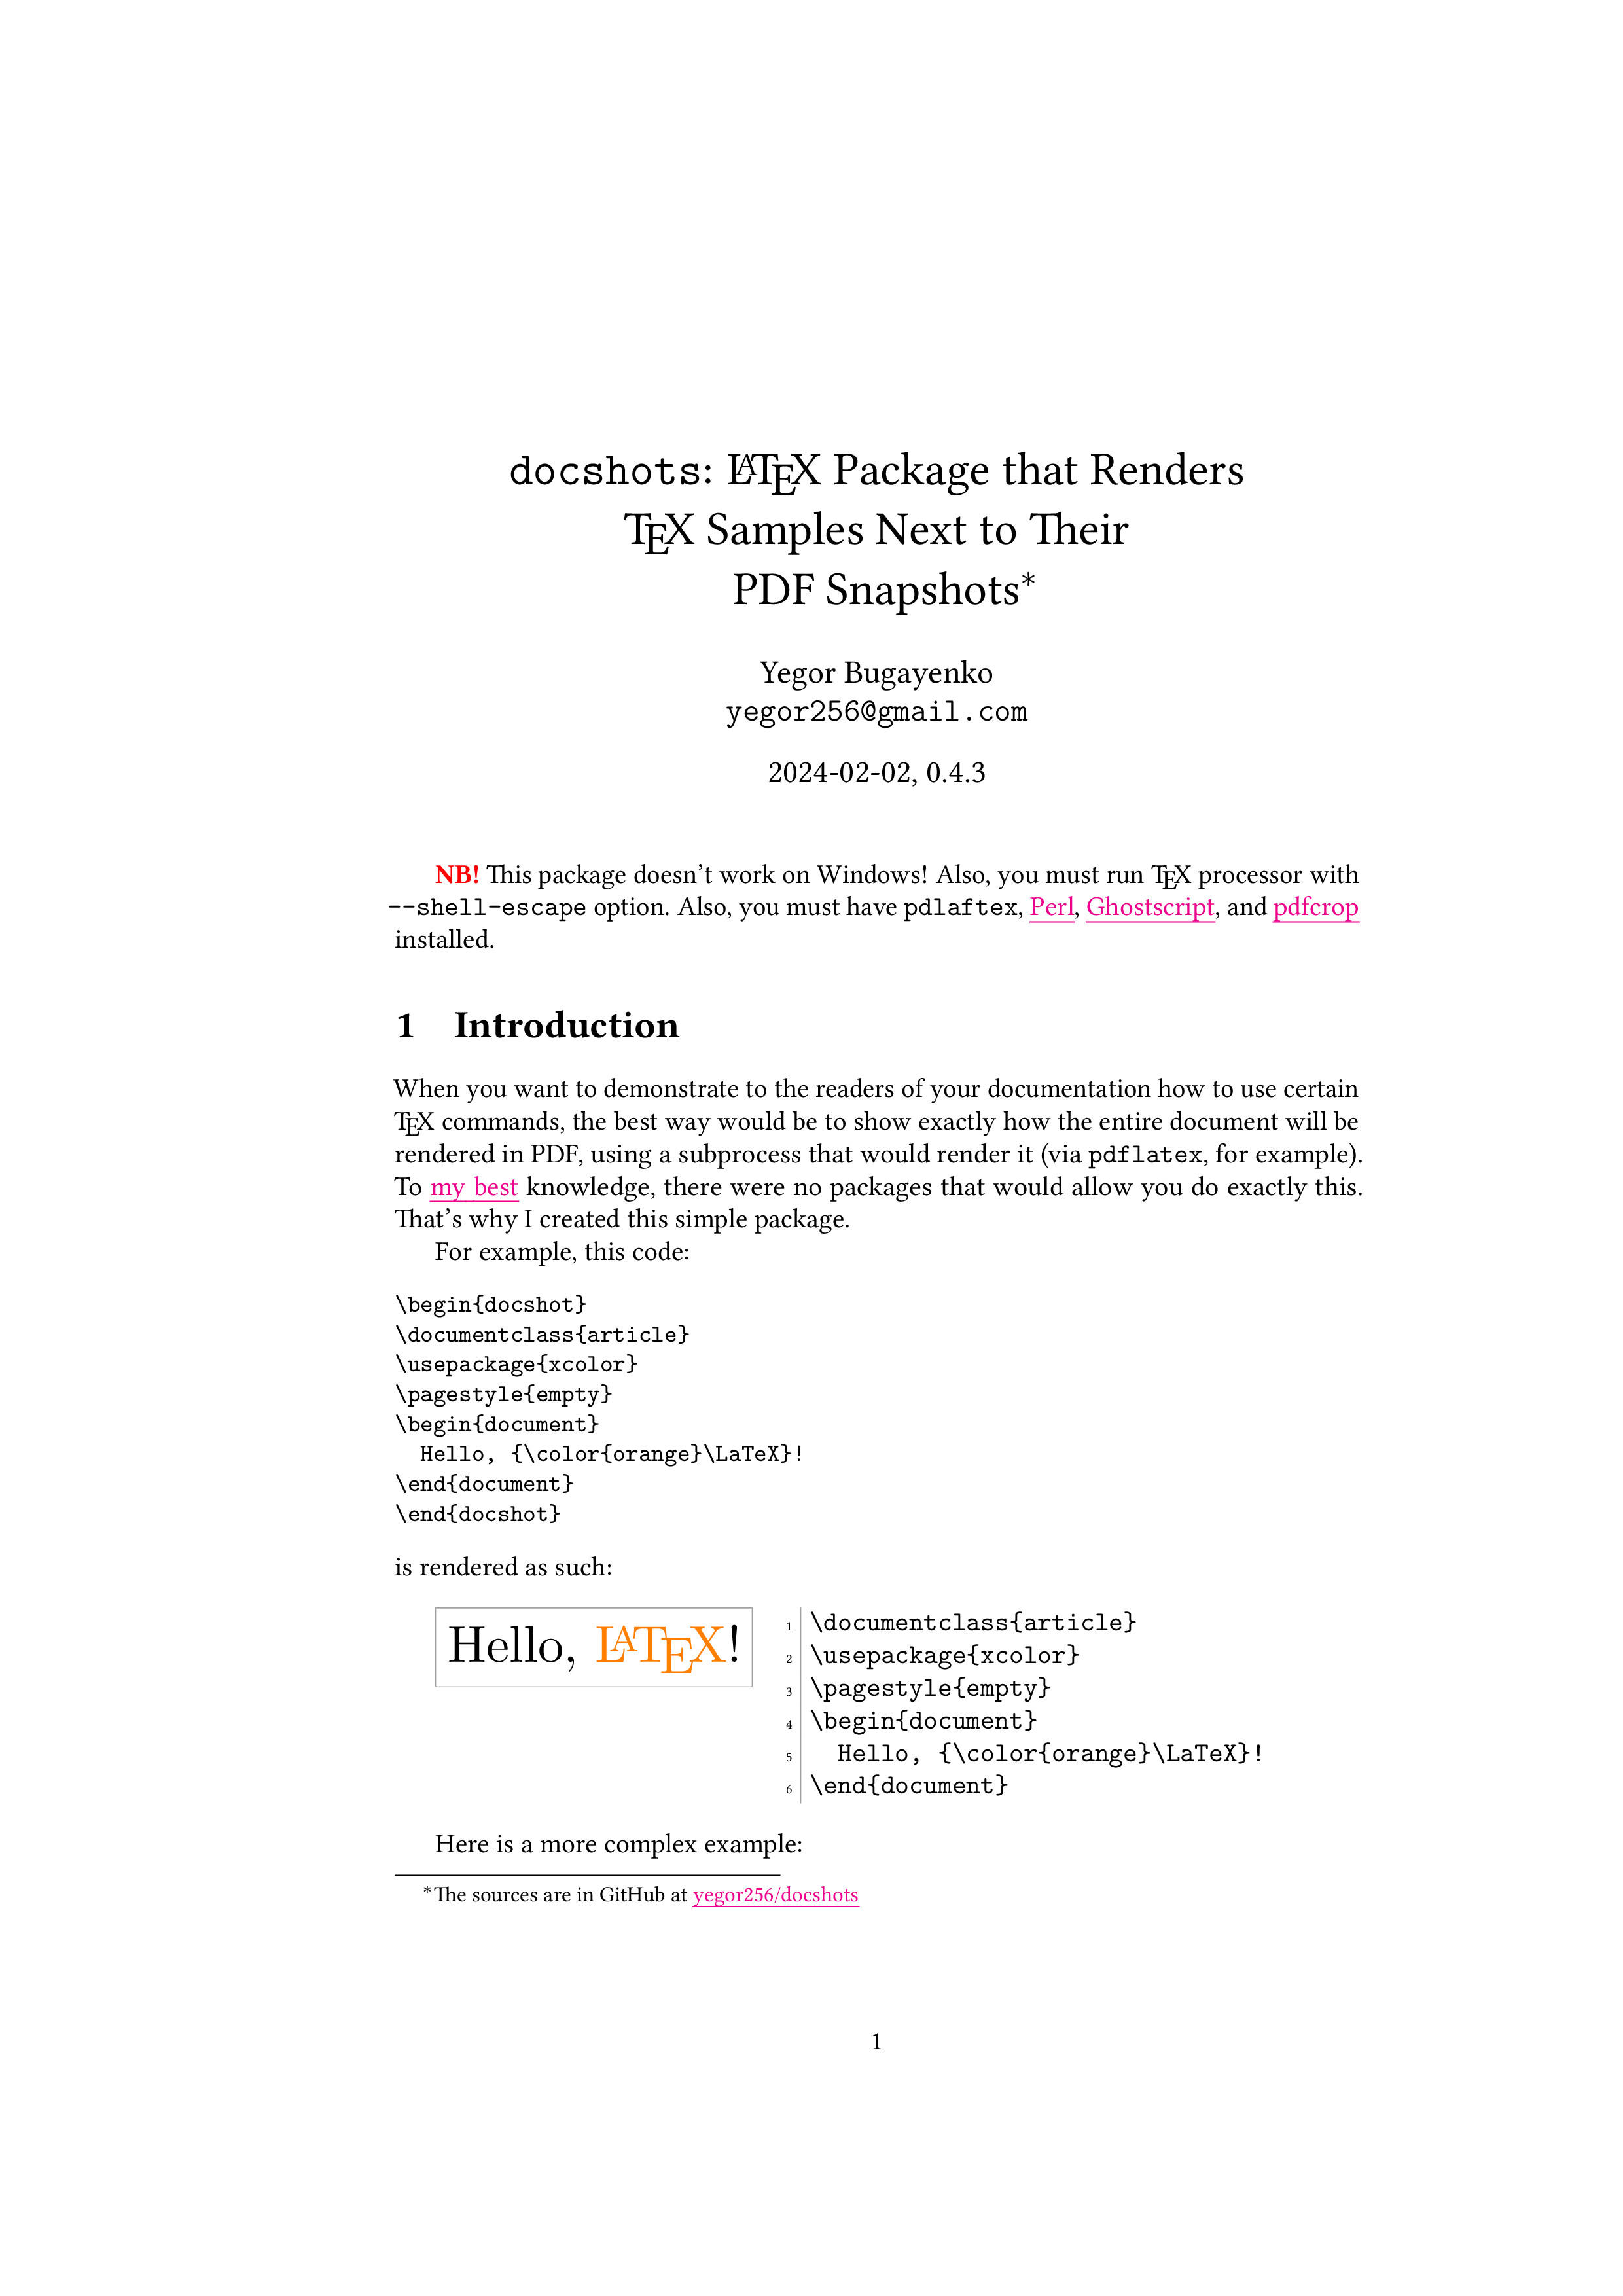 docshots: LATEX Package that Renders
TEX Samples Next to Their
PDF Snapshots*
Yegor Bugayenko
yegor256@gmail.com
2024-02-02, 0.4.3
NB! This package doesn't work on Windows! Also, you must run TEX processor with
--shell-escape option. Also, you must have pdlaftex, Perl, Ghostscript, and pdfcrop
installed.
1 Introduction
When you want to demonstrate to the readers of your documentation how to use certain
TEX commands, the best way would be to show exactly how the entire document will be
rendered in PDF, using a subprocess that would render it (via pdflatex, for example).
To my best knowledge, there were no packages that would allow you do exactly this.
That's why I created this simple package.
For example, this code:
\begin{docshot}
\documentclass{article}
\usepackage{xcolor}
\pagestyle{empty}
\begin{document}
  Hello, {\color{orange}\LaTeX}!
\end{document}
\end{docshot}
is rendered as such:
Hello, LATEX!
1 \documentclass{article}
2 \usepackage{xcolor}
3 \pagestyle{empty}
4 \begin{document}
5   Hello, {\color{orange}\LaTeX}!
6 \end{document}
Here is a more complex example:
*The sources are in GitHub at yegor256/docshots
1